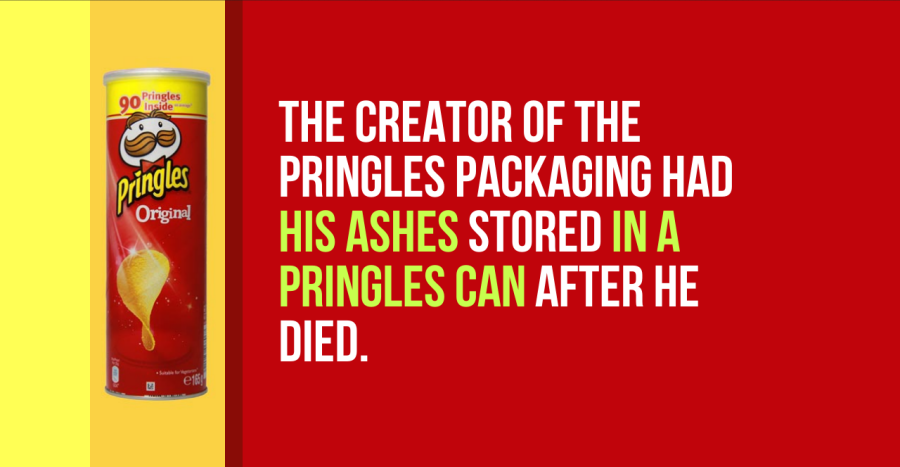 90 Pringles
Inside
Pringles
Original
THE CREATOR OF THE
PRINGLES PACKAGING HAD
HIS ASHES STORED IN A
PRINGLES CAN AFTER HE
DIED.